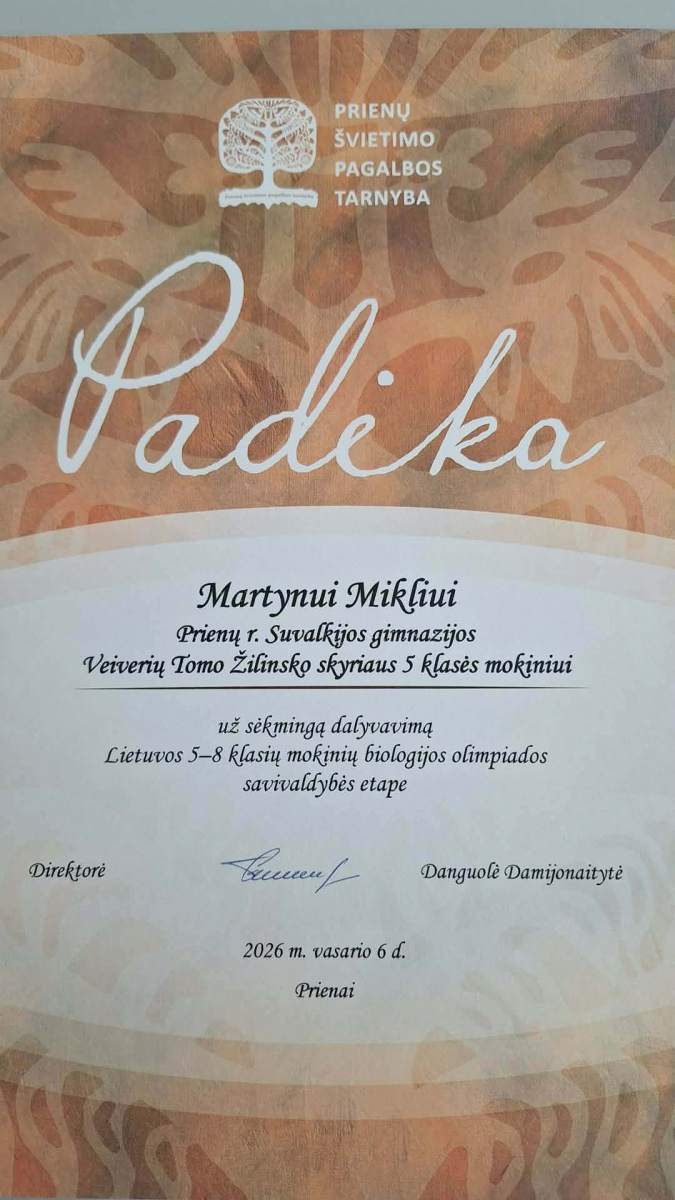 PRIENŲ
ŠVIETIMO
PAGALBOS
TARNYBA
Padėka
Martynui Mikliui
Prienų r. Suvalkijos gimnazijos
Veiverių Tomo Žilinsko skyriaus 5 klasės mokiniui
už sėkmingą dalyvavimą
Lietuvos 5–8 klasių mokinių biologijos olimpiados
savivaldybės etape
Direktorė
Danguolė Damijonaitytė
2026 m. vasario 6 d.
Prienai